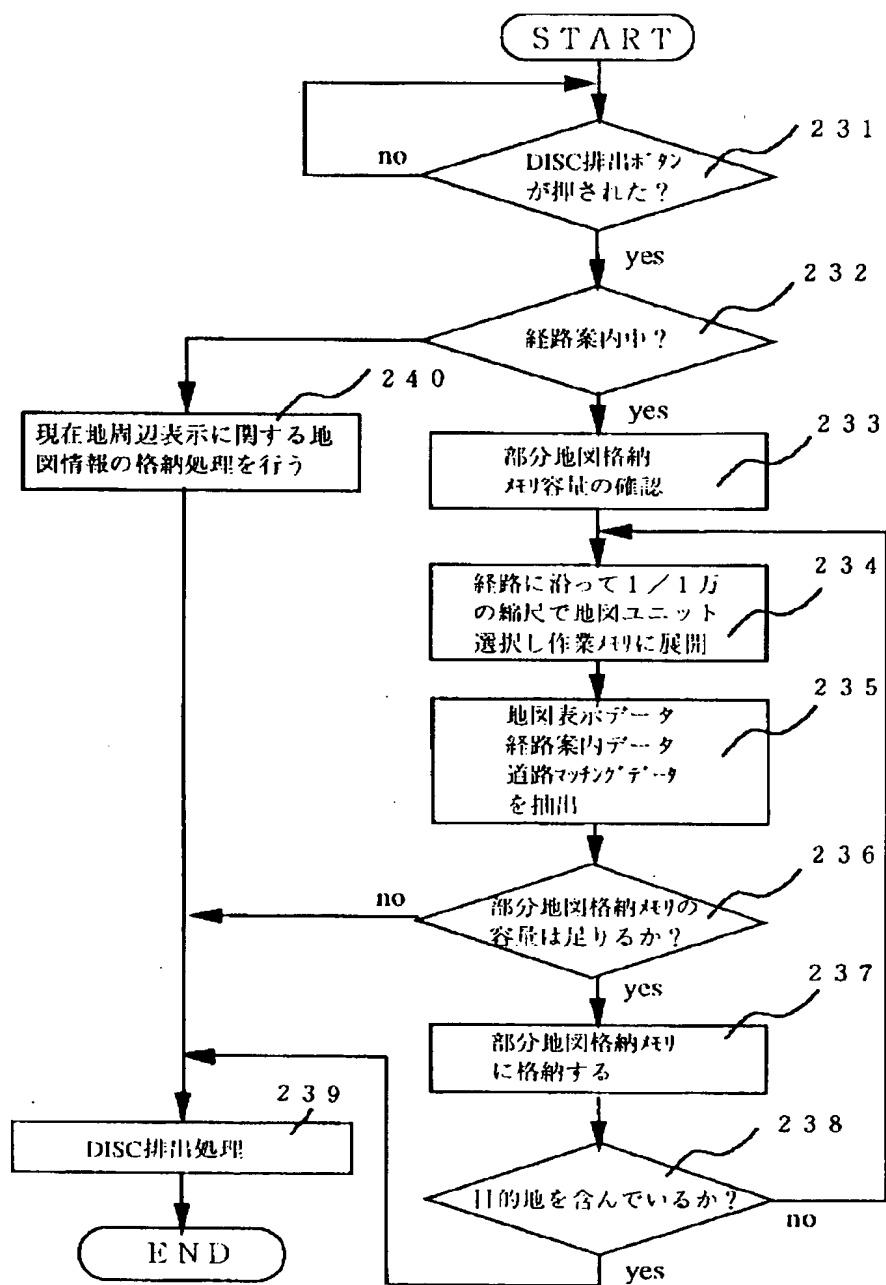 START
231
no
DISC排出ボタン
が押された？
yes
232
経路案内中？
240
yes
現在地周辺表示に関する地
図情報の格納処理を行う
233
部分地図格納
メモリ容量の確認
234
経路に沿って１／１万
の縮尺で地図ユニット
選択し作業メモリに展開
235
地図表示データ
経路案内データ
道路マッチングデータ
を抽出
236
no
部分地図格納メモリの
容量は足りるか？
yes
237
部分地図格納メモリ
に格納する
239
DISC排出処理
238
目的地を含んでいるか？
no
END
yes